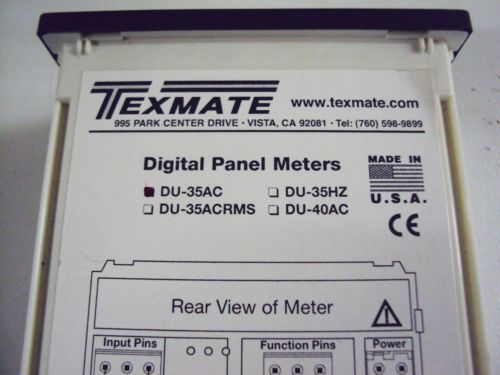 TEXMATE www.texmate.com
995 PARK CENTER DRIVE • VISTA, CA 92081 • Tel: (760) 598-9899
Digital Panel Meters
MADE IN
U.S.A.
DU-35AC DU-35HZ
DU-35ACRMS DU-40AC
CE
Rear View of Meter
Input Pins Function Pins Power